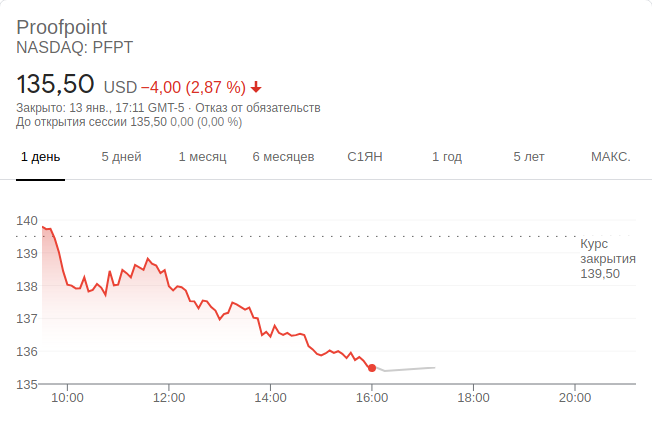 Proofpoint
NASDAQ: PFPT
135,50 USD −4,00 (2,87 %)
Закрыто: 13 янв., 17:11 GMT-5 · Отказ от обязательств
До открытия сессии 135,50 0,00 (0,00 %)
1 день 5 дней 1 месяц 6 месяцев С1ЯН 1 год 5 лет МАКС.
140
139
138
137
136
135
Курс
закрытия
139,50
10:00 12:00 14:00 16:00 18:00 20:00